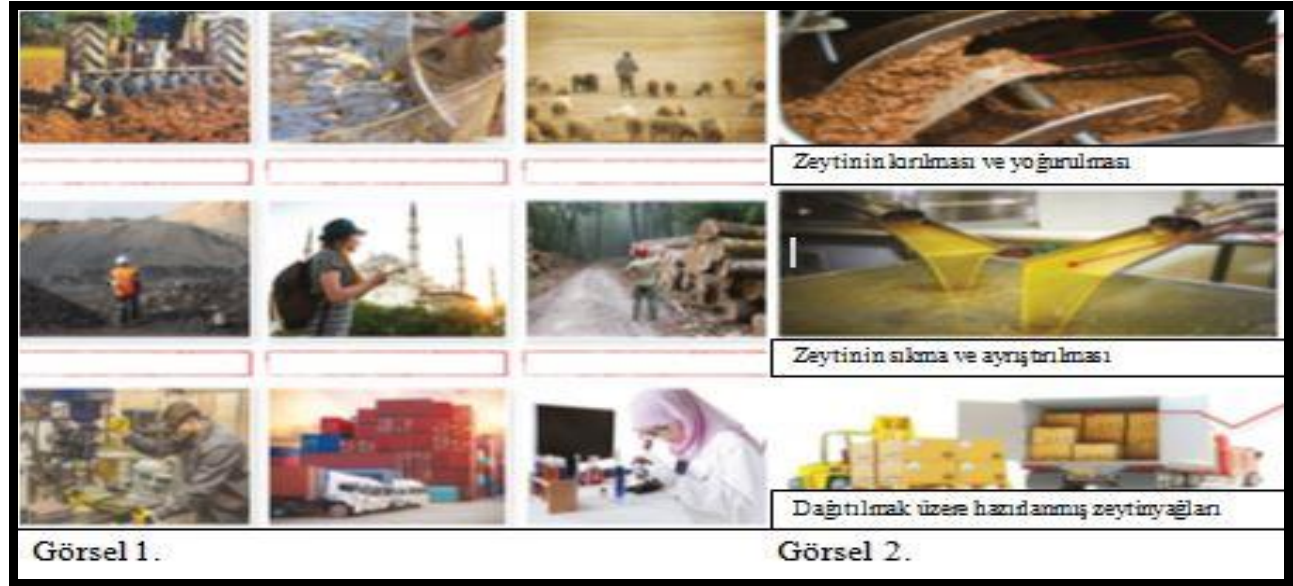 Zeytinin kırılması ve yoğurulması
Zeytinin sıkma ve ayrıştırılması
Dağıtılmak üzere hazırlanmış zeytinyağları
Görsel 1.
Görsel 2.